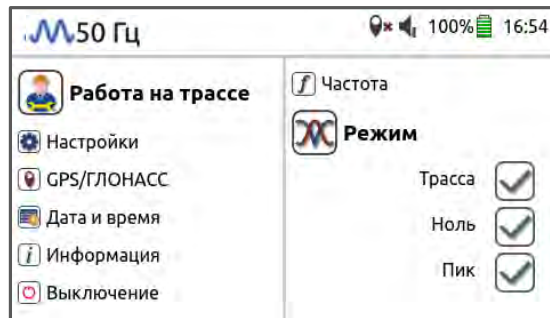 50 Гц
100% 16:54
Работа на трассе
Настройки
GPS/ГЛОНАСС
Дата и время
i Информация
Выключение
f Частота
Режим
Трасса
Ноль
Пик